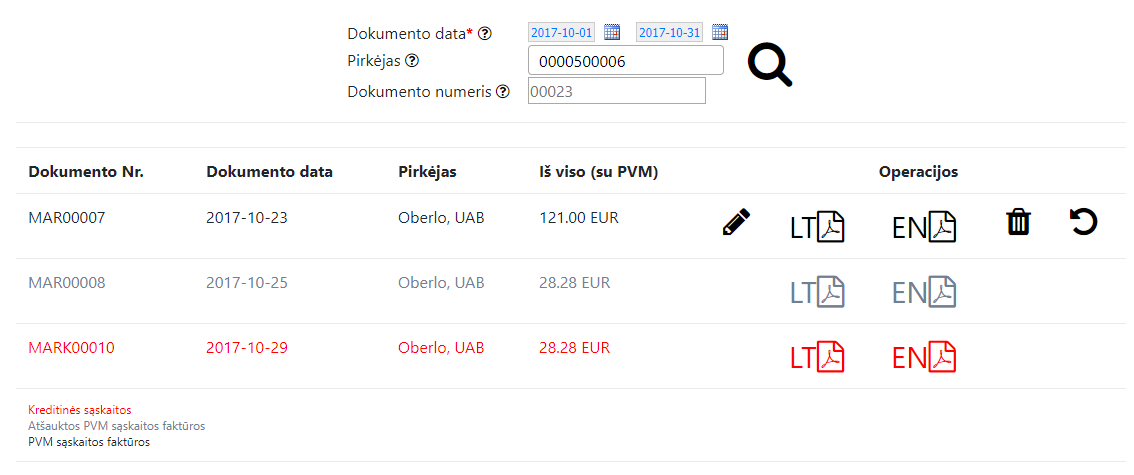 Dokumento data* 2017-10-01 2017-10-31
Pirkėjas 0000500006
Dokumento numeris 00023
Dokumento Nr. Dokumento data Pirkėjas Iš viso (su PVM) Operacijos
MAR00007 2017-10-23 Oberlo, UAB 121.00 EUR LT EN
MAR00008 2017-10-25 Oberlo, UAB 28.28 EUR LT EN
MARK00010 2017-10-29 Oberlo, UAB 28.28 EUR LT EN
Kreditinės sąskaitos
Atšauktos PVM sąskaitos faktūros
PVM sąskaitos faktūros